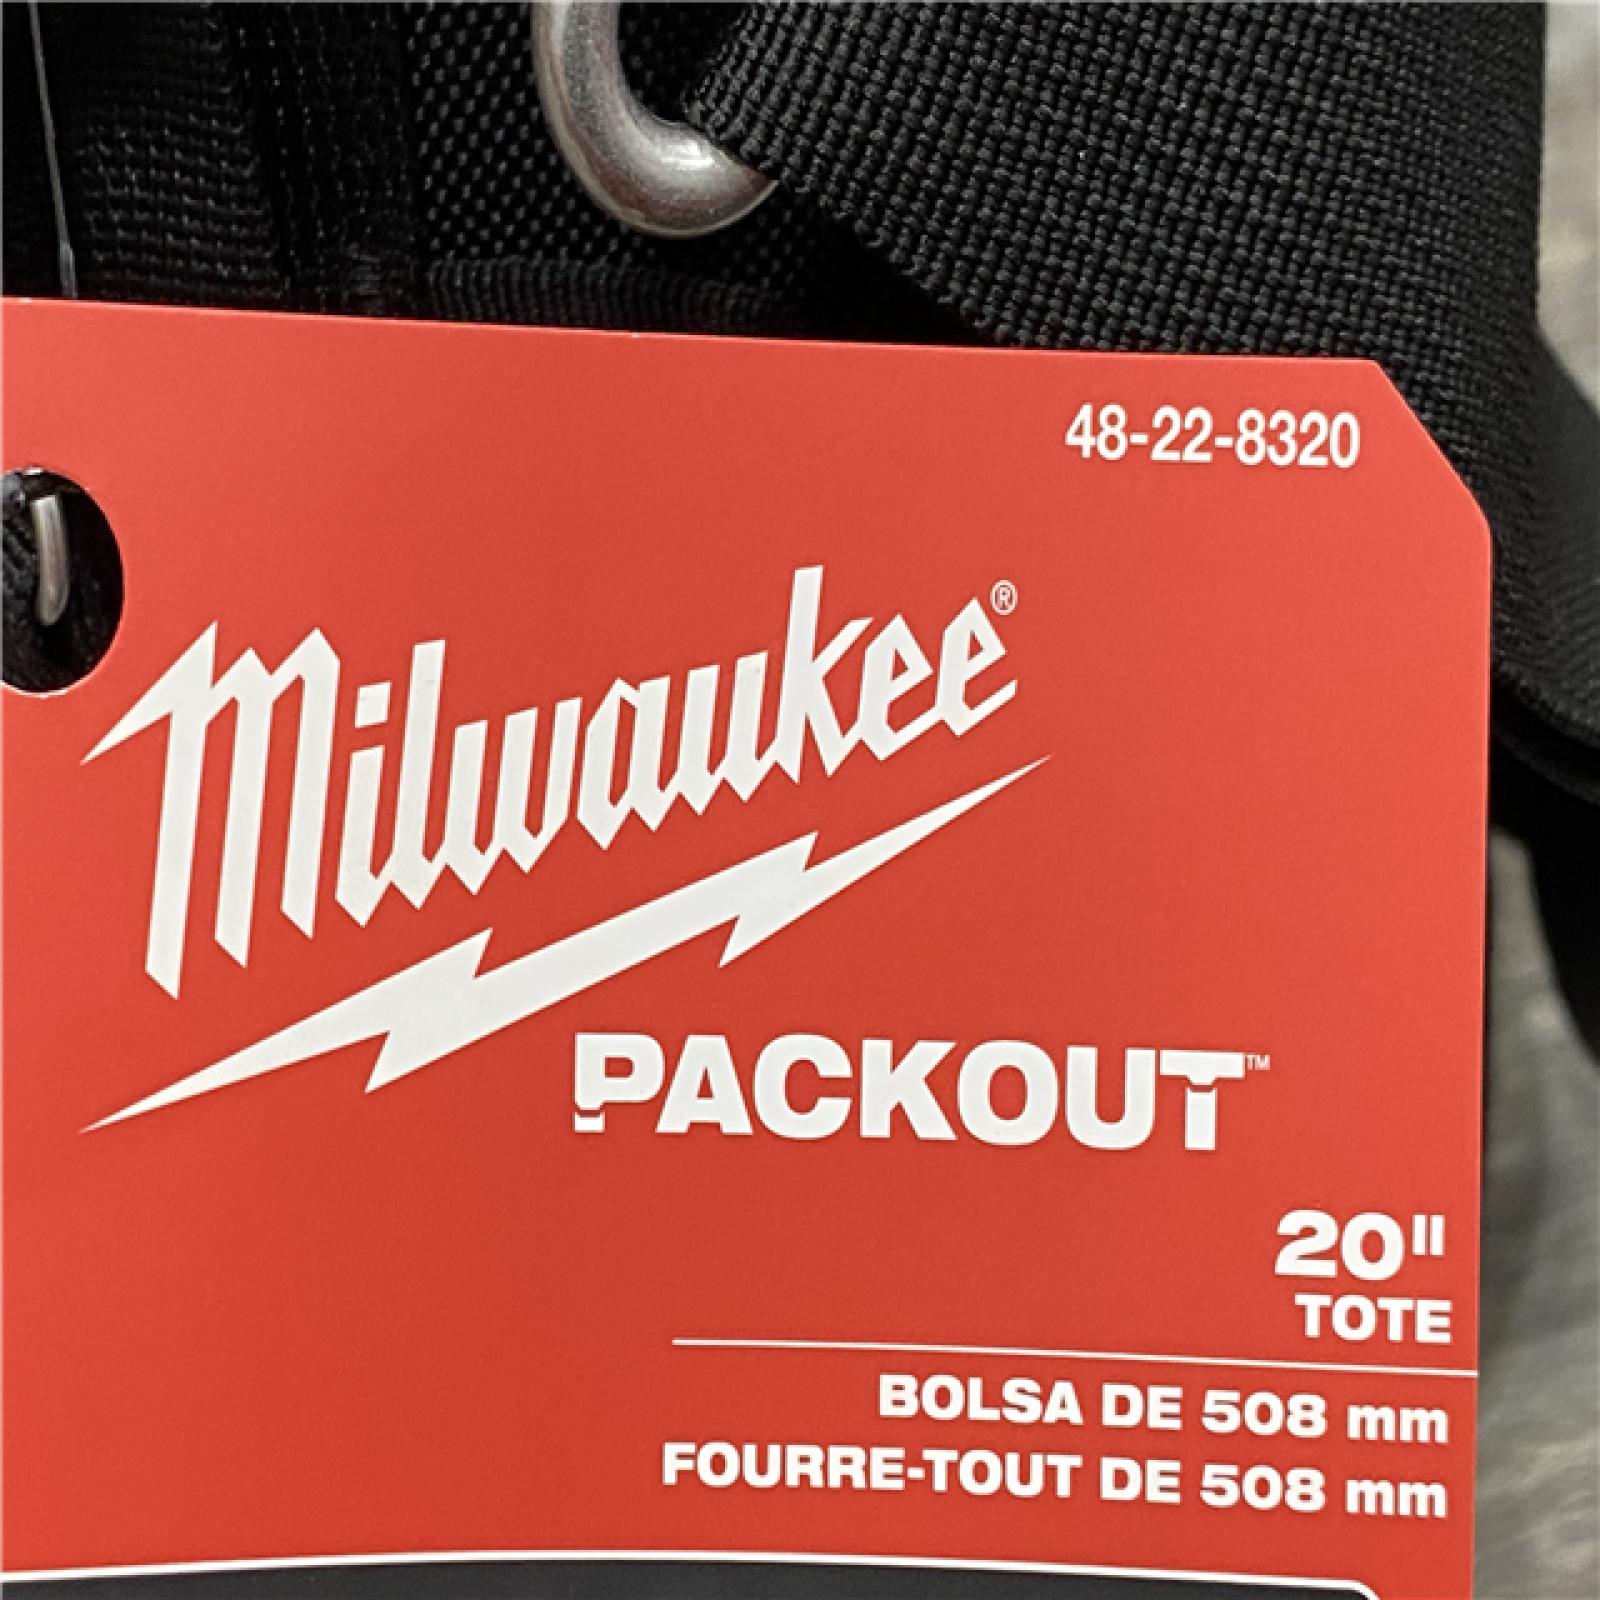 48-22-8320
Milwaukee®
PACKOUT™
20"
TOTE
BOLSA DE 508 mm
FOURRE-TOUT DE 508 mm